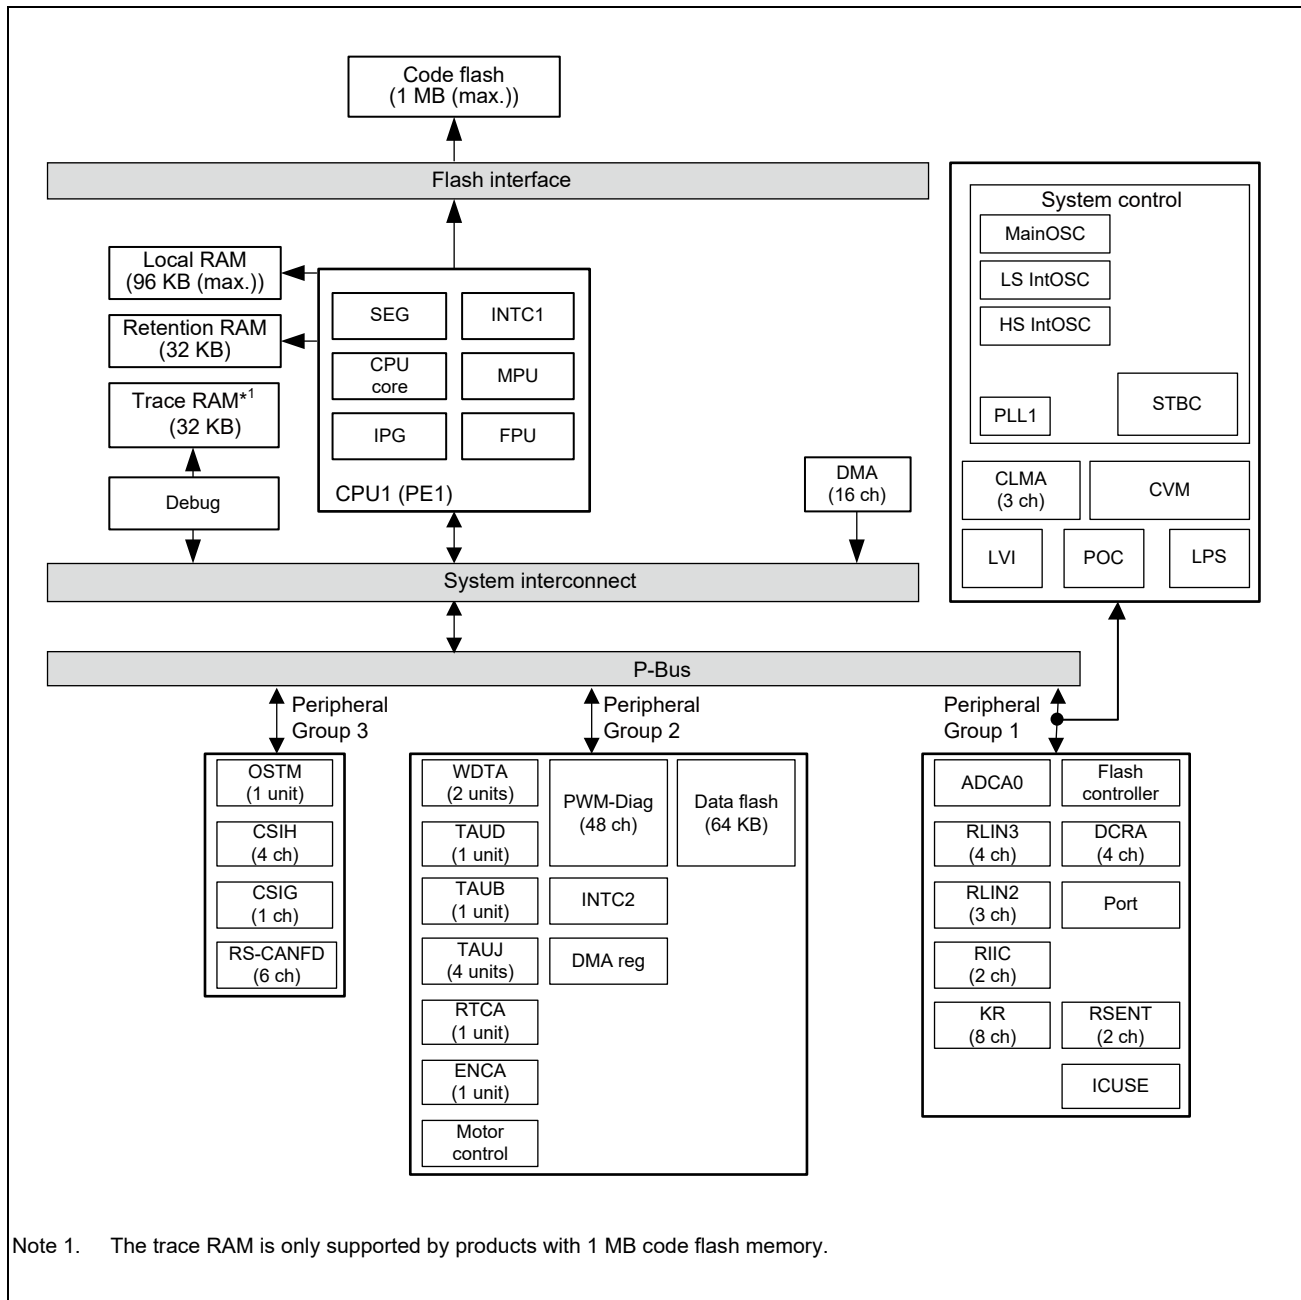 Code flash
(1 MB (max.))
Flash interface
Local RAM
(96 KB (max.))
Retention RAM
(32 KB)
Trace RAM*1
(32 KB)
Debug
SEG
INTC1
CPU
core
MPU
IPG
FPU
CPU1 (PE1)
DMA
(16 ch)
System interconnect
System control
MainOSC
LS IntOSC
HS IntOSC
PLL1
STBC
CLMA
(3 ch)
CVM
LVI
POC
LPS
P-Bus
Peripheral
Group 3
OSTM
(1 unit)
CSIH
(4 ch)
CSIG
(1 ch)
RS-CANFD
(6 ch)
Peripheral
Group 2
WDTA
(2 units)
TAUD
(1 unit)
TAUB
(1 unit)
TAUJ
(4 units)
RTCA
(1 unit)
ENCA
(1 unit)
Motor
control
PWM-Diag
(48 ch)
INTC2
DMA reg
Data flash
(64 KB)
Peripheral
Group 1
ADCA0
RLIN3
(4 ch)
RLIN2
(3 ch)
RIIC
(2 ch)
KR
(8 ch)
Flash
controller
DCRA
(4 ch)
Port
RSENT
(2 ch)
ICUSE
Note 1. The trace RAM is only supported by products with 1 MB code flash memory.